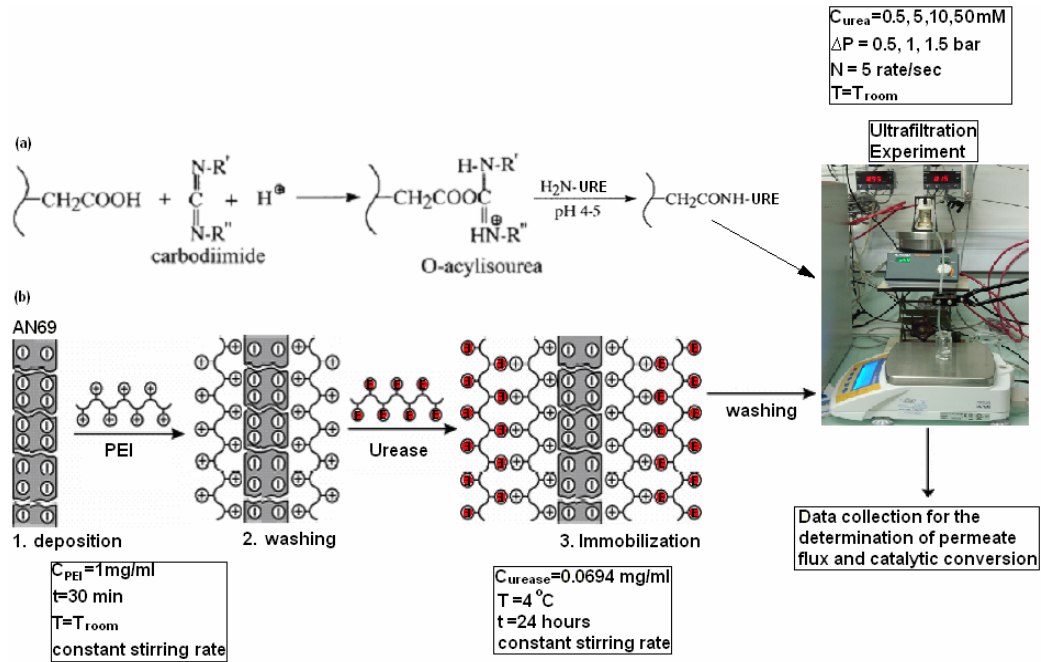 C_urea=0.5, 5,10,50mM
ΔP = 0.5, 1, 1.5 bar
N = 5 rate/sec
T=T_room
Ultrafiltration
Experiment
(a)
CH₂COOH + C + H⊕
N-R'
N-R"
carbodiimide
H-N-R'
CH₂COOC
HN-R"
O-acylisourea
H₂N-URE
pH 4-5
CH₂CONH-URE
(b)
AN69
PEI
Urease
washing
1. deposition
2. washing
3. Immobilization
C_PEI=1mg/ml
t=30 min
T=T_room
constant stirring rate
C_urease=0.0694 mg/ml
T =4 °C
t =24 hours
constant stirring rate
Data collection for the
determination of permeate
flux and catalytic conversion